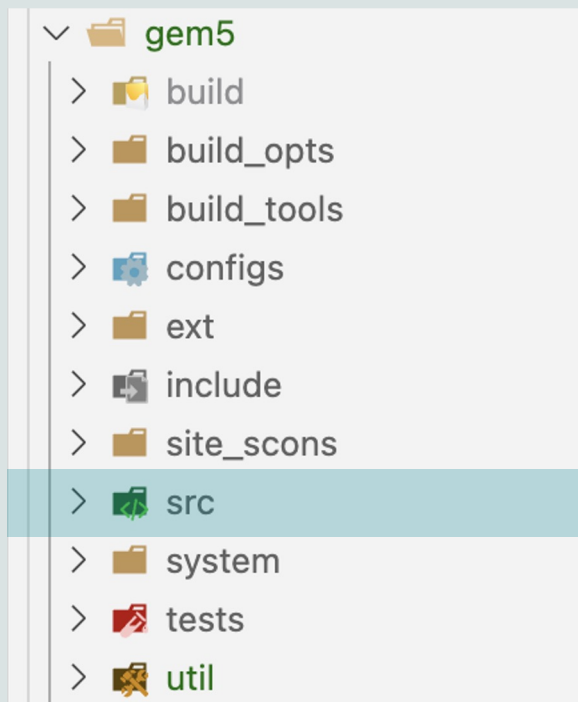 gem5
build
build_opts
build_tools
configs
ext
include
site_scons
src
system
tests
util